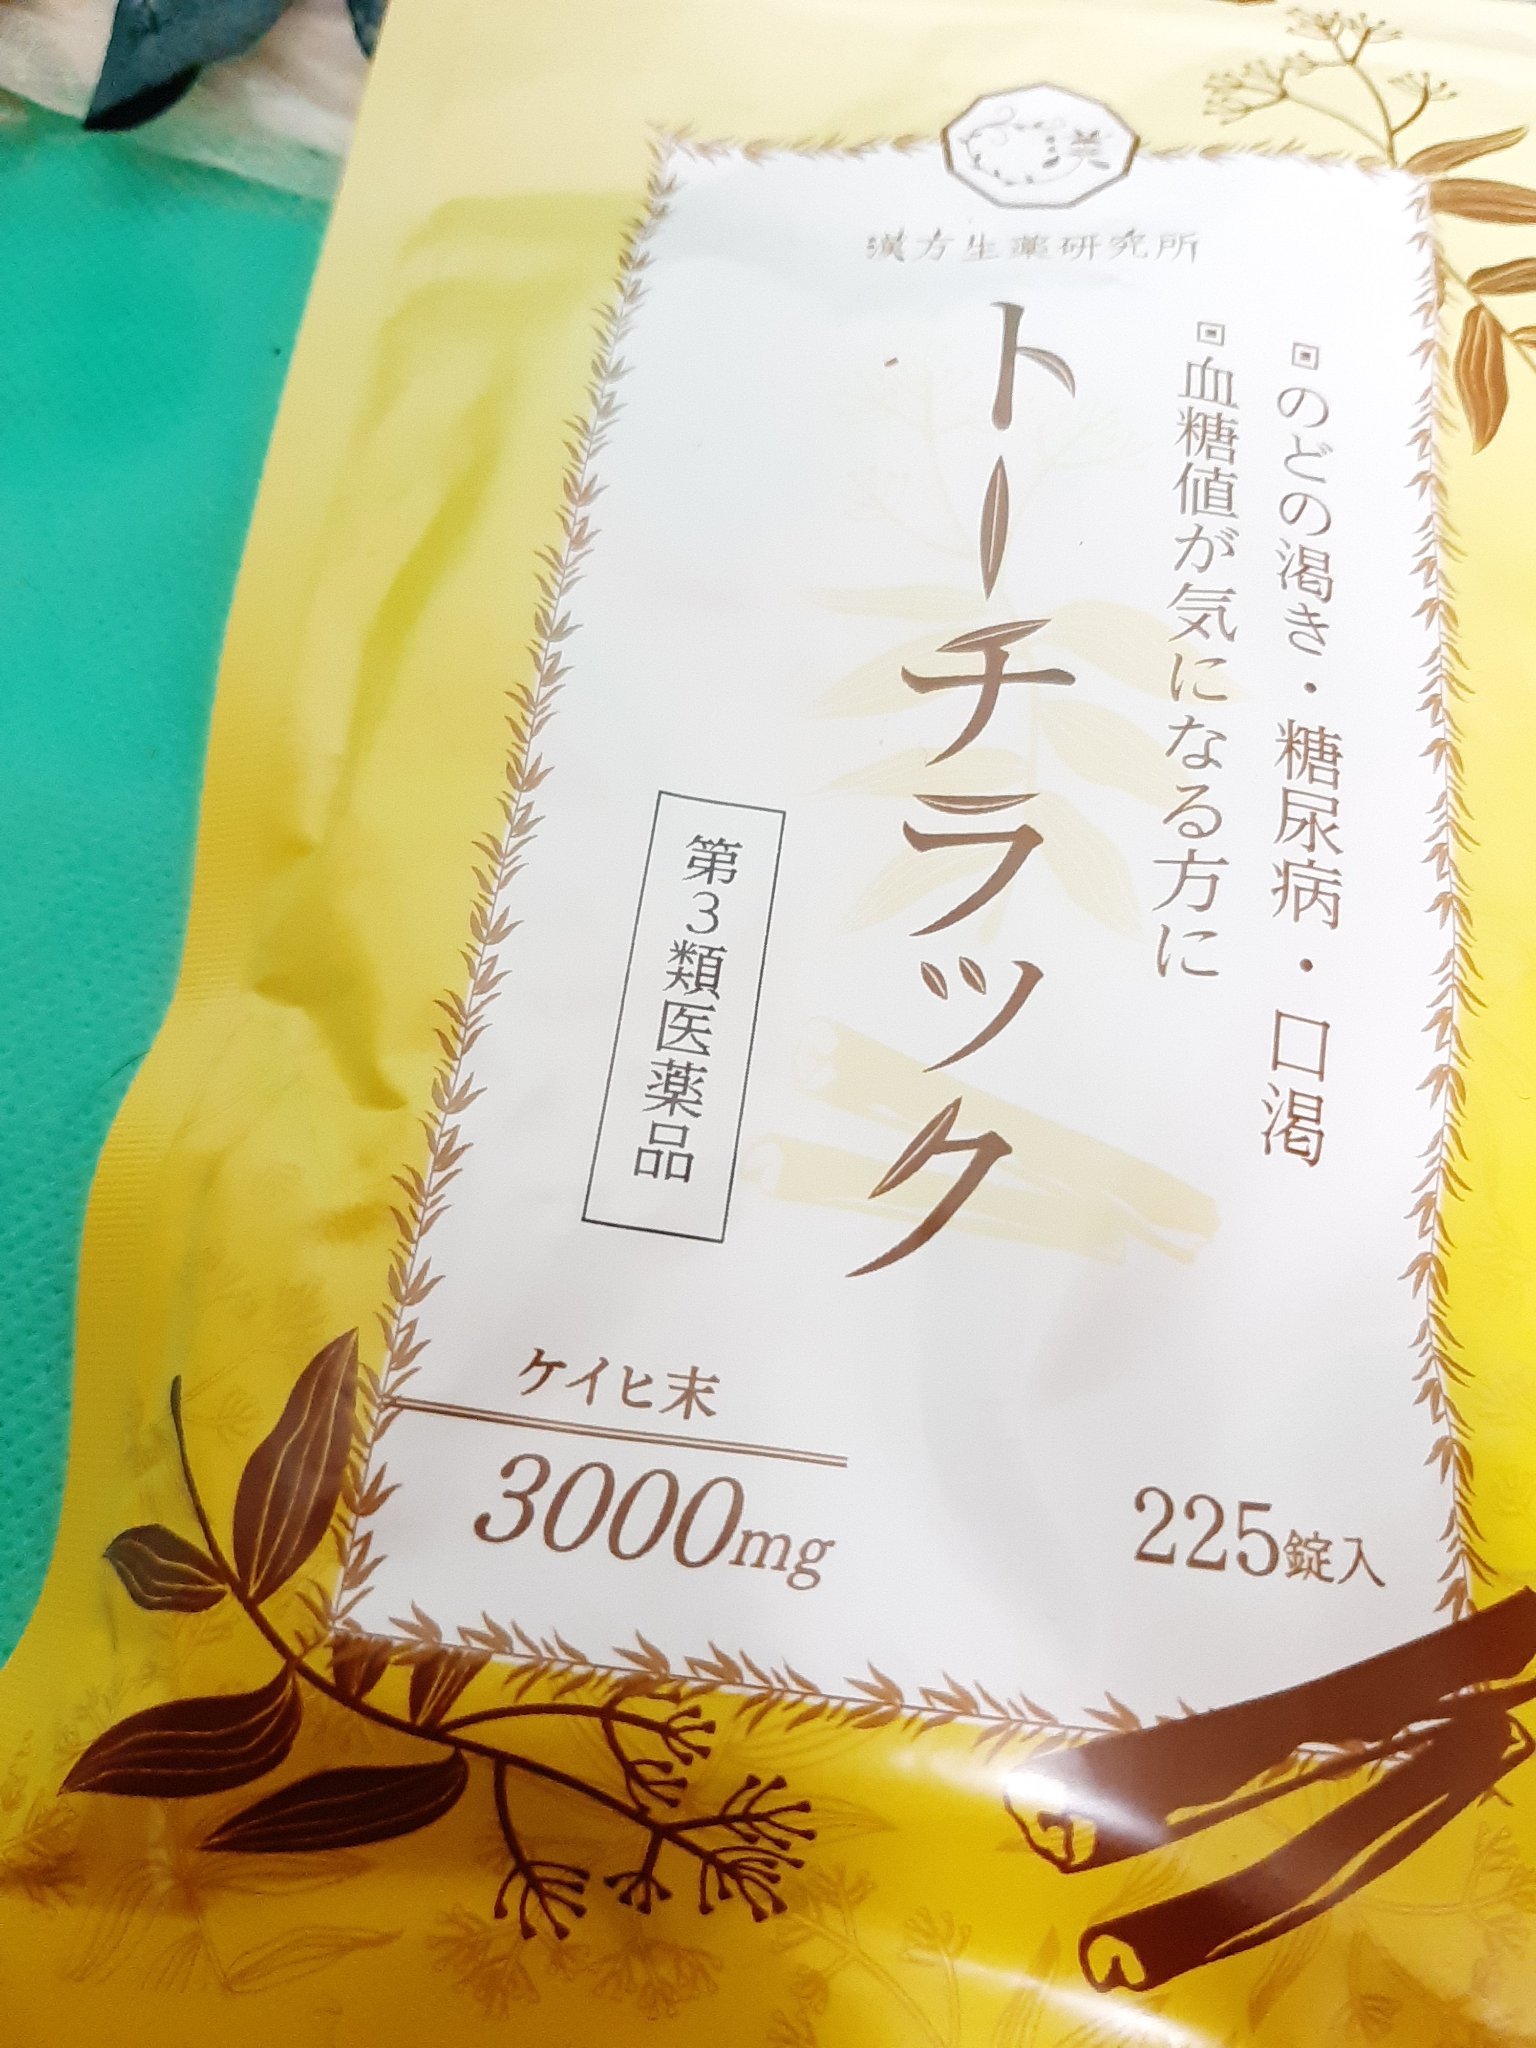 漢方生薬研究所
のどの渇き・糖尿病・口渇
血糖値が気になる方に
トーチラック
第3類医薬品
ケイヒ末
3000mg
225錠入